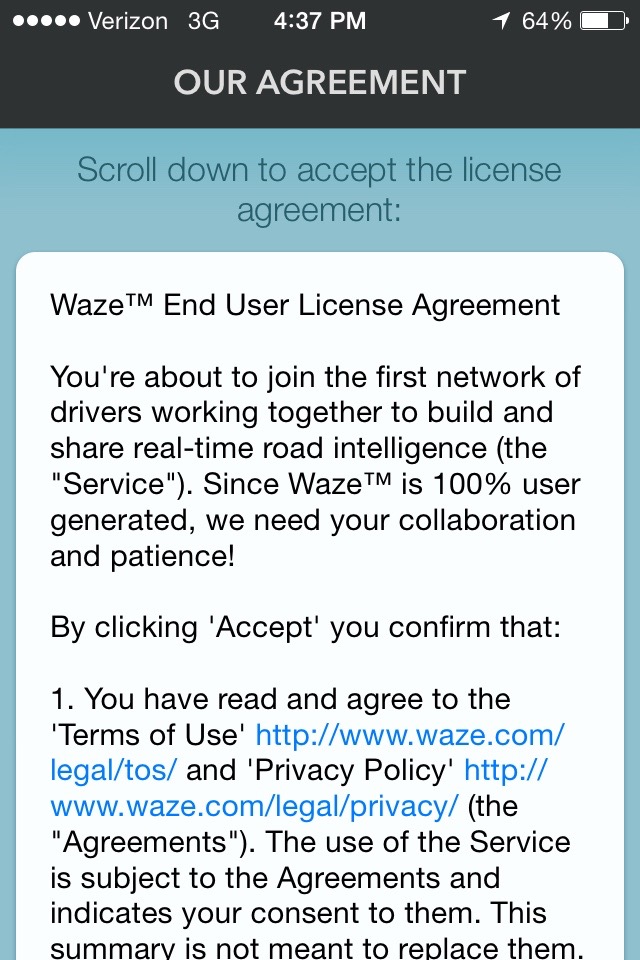 Verizon 3G 4:37 PM 64%
OUR AGREEMENT
Scroll down to accept the license
agreement:
Waze™ End User License Agreement
You're about to join the first network of
drivers working together to build and
share real-time road intelligence (the
"Service"). Since Waze™ is 100% user
generated, we need your collaboration
and patience!
By clicking 'Accept' you confirm that:
1. You have read and agree to the
'Terms of Use' http://www.waze.com/
legal/tos/ and 'Privacy Policy' http://
www.waze.com/legal/privacy/ (the
"Agreements"). The use of the Service
is subject to the Agreements and
indicates your consent to them. This
summary is not meant to replace them.